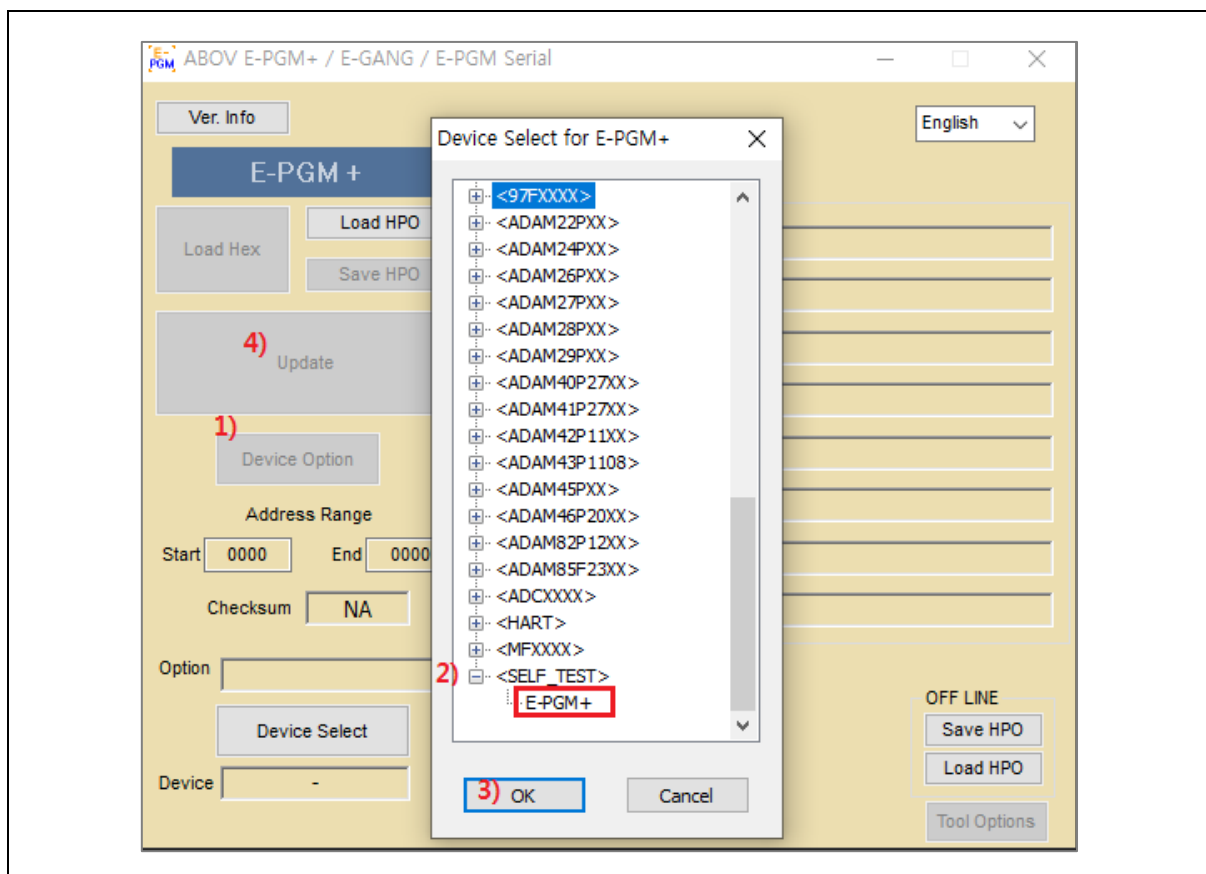 E-
PGM
ABOV E-PGM+ / E-GANG / E-PGM Serial
Ver. Info
English
E-PGM +
Load Hex
Load HPO
Save HPO
4)
Update
1)
Device Option
Address Range
Start 0000 End 0000
Checksum NA
Option
Device Select
Device -
Device Select for E-PGM+
<97FXXXX>
<ADAM22PXX>
<ADAM24PXX>
<ADAM26PXX>
<ADAM27PXX>
<ADAM28PXX>
<ADAM29PXX>
<ADAM40P27XX>
<ADAM41P27XX>
<ADAM42P11XX>
<ADAM43P1108>
<ADAM45PXX>
<ADAM46P20XX>
<ADAM82P12XX>
<ADAM85F23XX>
<ADCXXXX>
<HART>
<MFXXXX>
2) <SELF_TEST>
E-PGM+
3) OK
Cancel
OFF LINE
Save HPO
Load HPO
Tool Options